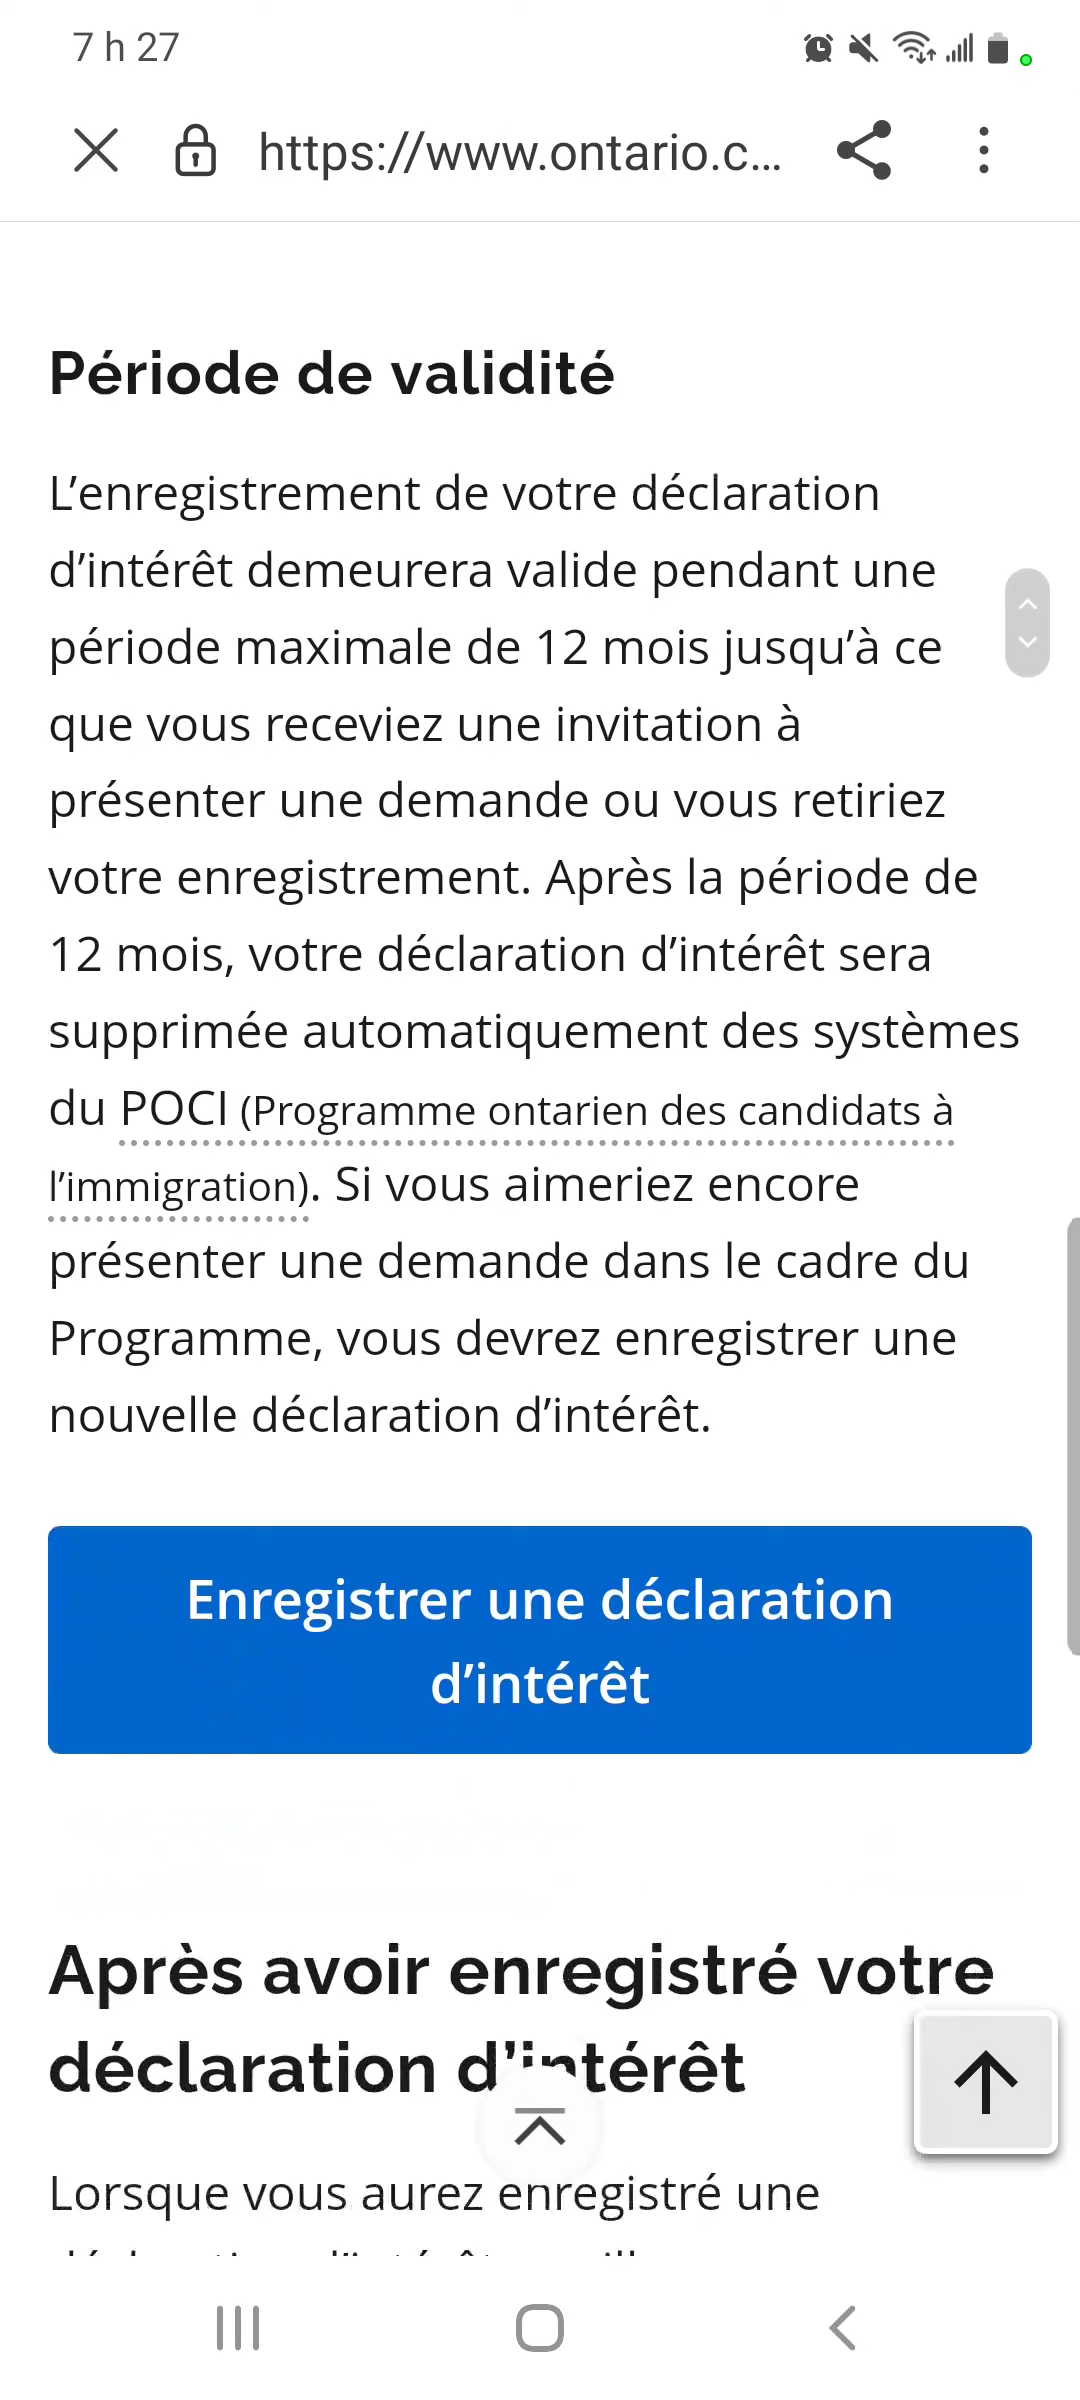 7 h 27
https://www.ontario.c...
Période de validité
L’enregistrement de votre déclaration
d’intérêt demeurera valide pendant une
période maximale de 12 mois jusqu’à ce
que vous receviez une invitation à
présenter une demande ou vous retiriez
votre enregistrement. Après la période de
12 mois, votre déclaration d’intérêt sera
supprimée automatiquement des systèmes
du POCI (Programme ontarien des candidats à
l’immigration). Si vous aimeriez encore
présenter une demande dans le cadre du
Programme, vous devrez enregistrer une
nouvelle déclaration d’intérêt.
Enregistrer une déclaration
d’intérêt
Après avoir enregistré votre
déclaration d’intérêt
Lorsque vous aurez enregistré une